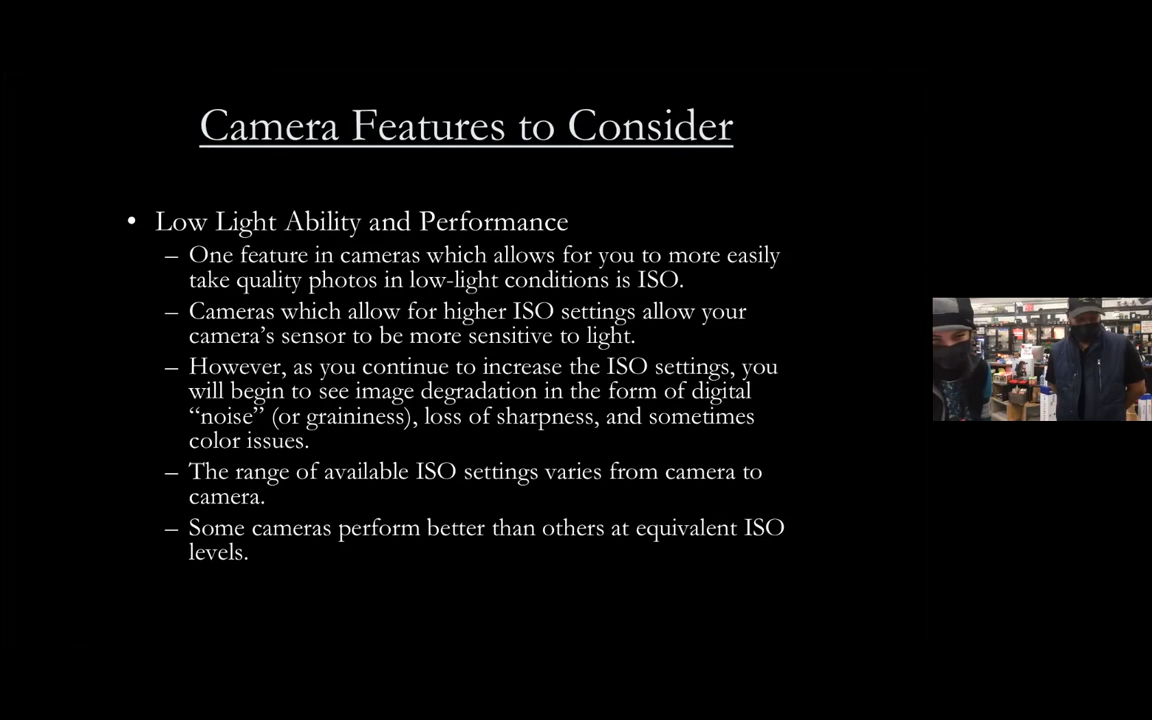 Camera Features to Consider
• Low Light Ability and Performance
– One feature in cameras which allows for you to more easily
take quality photos in low-light conditions is ISO.
– Cameras which allow for higher ISO settings allow your
camera’s sensor to be more sensitive to light.
– However, as you continue to increase the ISO settings, you
will begin to see image degradation in the form of digital
“noise” (or graininess), loss of sharpness, and sometimes
color issues.
– The range of available ISO settings varies from camera to
camera.
– Some cameras perform better than others at equivalent ISO
levels.